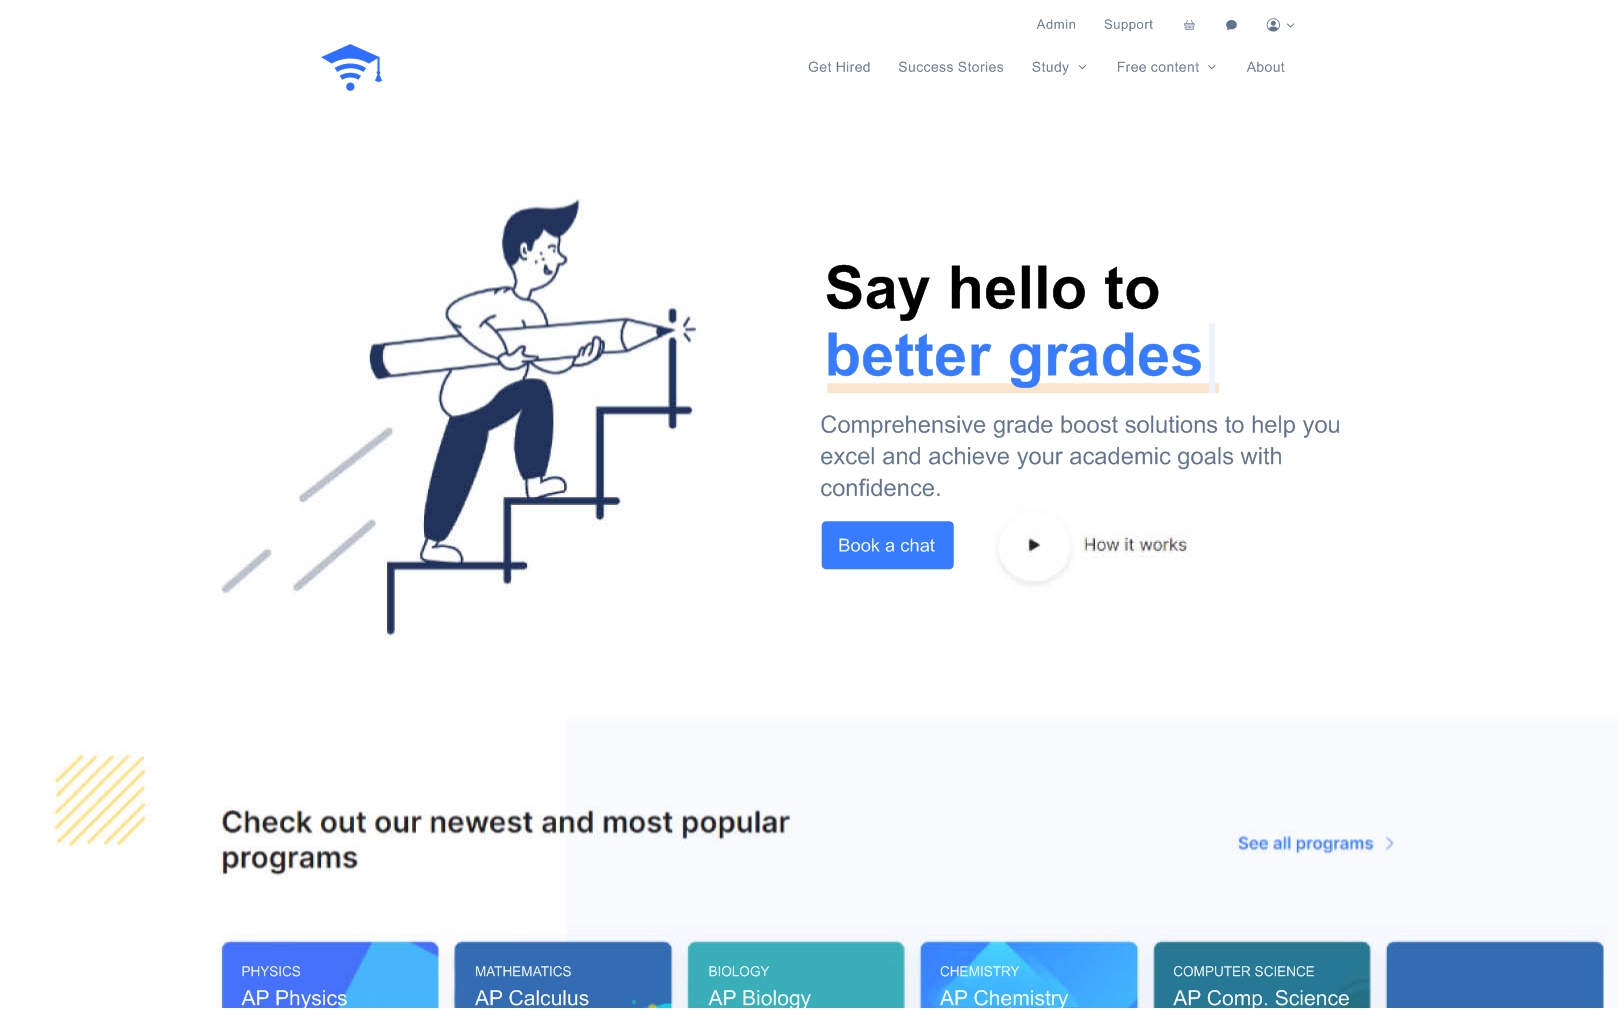 Admin Support
Get Hired Success Stories Study Free content About
Say hello to
better grades
Comprehensive grade boost solutions to help you
excel and achieve your academic goals with
confidence.
Book a chat How it works
Check out our newest and most popular
programs
See all programs
PHYSICS
AP Physics
MATHEMATICS
AP Calculus
BIOLOGY
AP Biology
CHEMISTRY
AP Chemistry
COMPUTER SCIENCE
AP Comp. Science